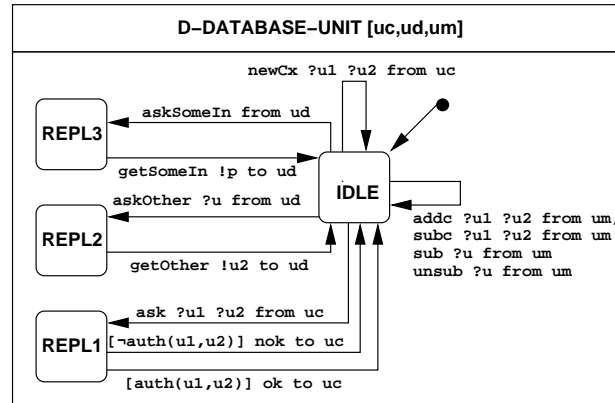 D-DATABASE-UNIT [uc,ud,um]
newCx ?u1 ?u2 from uc
askSomeIn from ud
REPL3
getSomeIn !p to ud
IDLE
askOther ?u from ud
addc ?u1 ?u2 from um,
subc ?u1 ?u2 from um
sub ?u from um
unsub ?u from um
REPL2
getOther !u2 to ud
ask ?u1 ?u2 from uc
REPL1
[¬auth(u1,u2)] nok to uc
[auth(u1,u2)] ok to uc